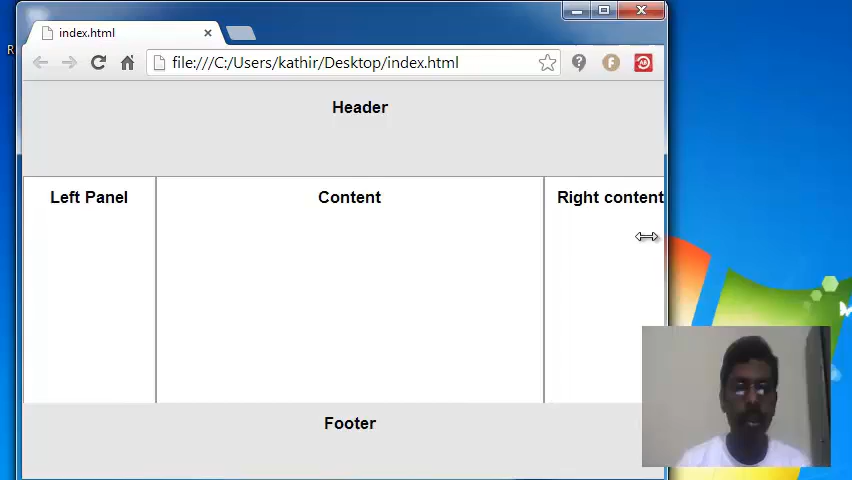 index.html
file:///C:/Users/kathir/Desktop/index.html
Header
Left Panel
Content
Right content
Footer